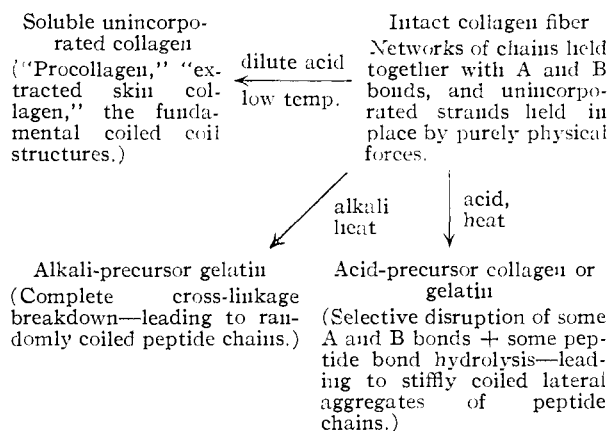 Soluble unincorpo-
rated collagen
("Procollagen," "ex-
tracted skin col-
lagen," the funda-
mental coiled coil
structures.)
dilute acid
low temp.
Intact collagen fiber
Networks of chains held
together with A and B
bonds, and unincorpo-
rated strands held in
place by purely physical
forces.
alkali
heat
acid,
heat
Alkali-precursor gelatin
(Complete cross-linkage
breakdown—leading to ran-
domly coiled peptide chains.)
Acid-precursor collagen or
gelatin
(Selective disruption of some
A and B bonds + some pep-
tide bond hydrolysis—lead-
ing to stiffly coiled lateral
aggregates of peptide
chains.)